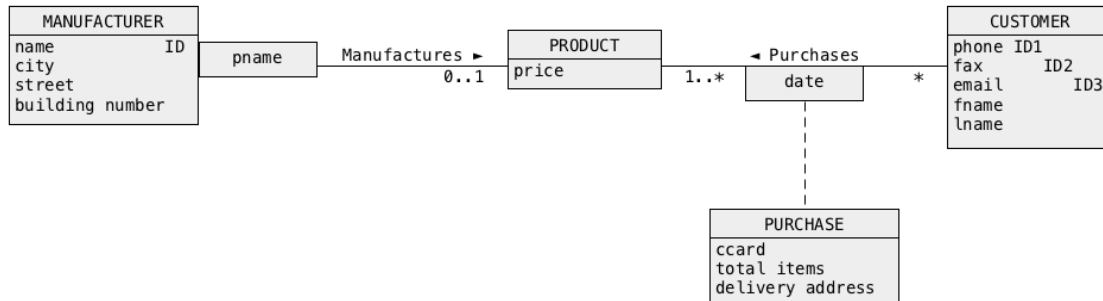 MANUFACTURER
name ID
city
street
building number
pname
Manufactures ►
0..1
PRODUCT
price
1..*
◄ Purchases
date
*
CUSTOMER
phone ID1
fax ID2
email ID3
fname
lname
PURCHASE
ccard
total items
delivery address